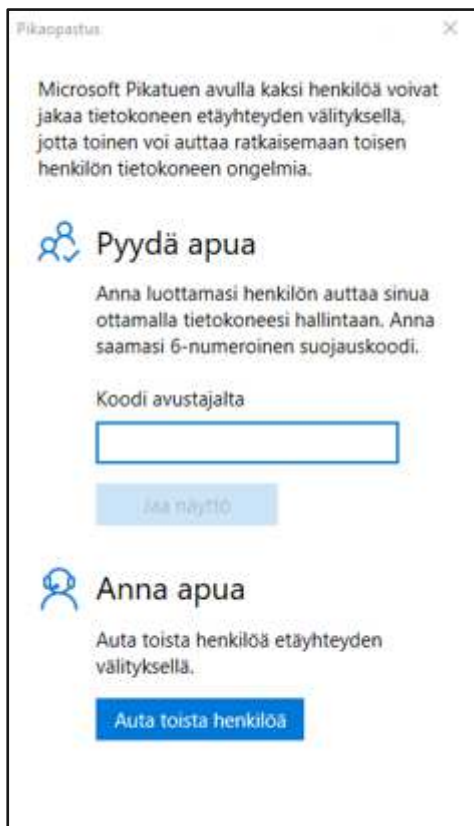 Pikaopastus
Microsoft Pikatuen avulla kaksi henkilöä voivat
jakaa tietokoneen etäyhteyden välityksellä,
jotta toinen voi auttaa ratkaisemaan toisen
henkilön tietokoneen ongelmia.
Pyydä apua
Anna luottamasi henkilön auttaa sinua
ottamalla tietokoneesi hallintaan. Anna
saamasi 6-numeroinen suojauskoodi.
Koodi avustajalta
Jaa näyttö
Anna apua
Auta toista henkilöä etäyhteyden
välityksellä.
Auta toista henkilöä